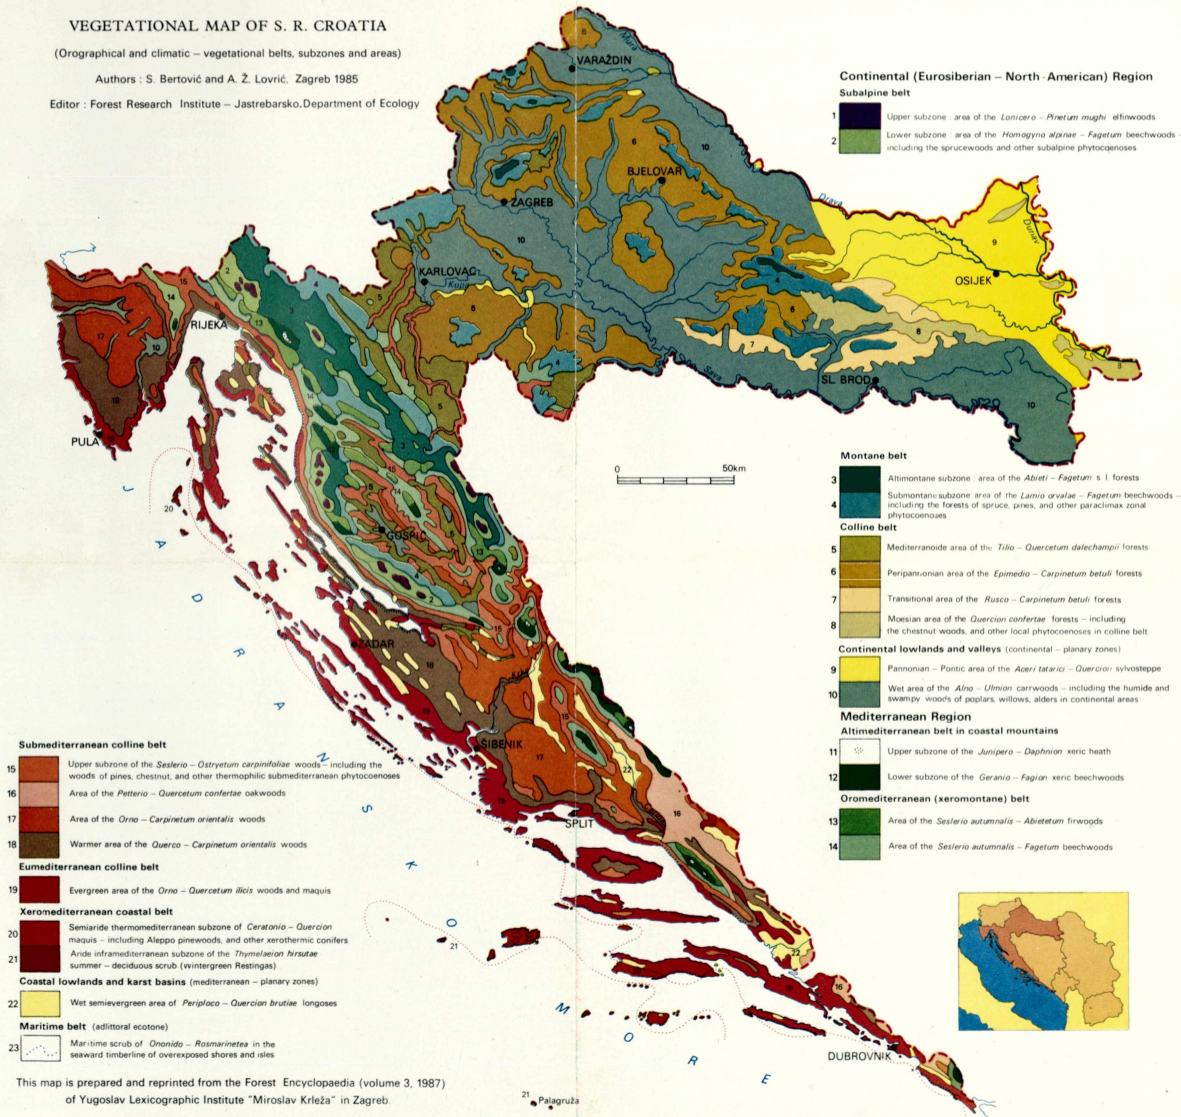 VEGETATIONAL MAP OF S. R. CROATIA
(Orographical and climatic – vegetational belts, subzones and areas)
Authors : S. Bertović and A. Ž. Lovrić. Zagreb 1985
Editor : Forest Research Institute – Jastrebarsko. Department of Ecology
Continental (Eurosiberian – North - American) Region
Subalpine belt
1 Upper subzone : area of the Lonicero – Pinetum mughi elfinwoods
2 Lower subzone : area of the Homogyno alpinae – Fagetum beechwoods –
including the sprucewoods and other subalpine phytocoenoses
VARAŽDIN
Mura
BJELOVAR
ZAGREB
KARLOVAC
Kupa
Drava
Dunav
OSIJEK
SL. BROD
Sava
RIJEKA
PULA
GOSPIĆ
ZADAR
Krka
ŠIBENIK
SPLIT
DUBROVNIK
Palagruža
JADRANSKO MORE
0 50km
Montane belt
3 Altimontane subzone : area of the Abieti – Fagetum s. l. forests
4 Submontane subzone area of the Lamio orvalae – Fagetum beechwoods –
including the forests of spruce, pines, and other paraclimax zonal
phytocoenoses
Colline belt
5 Mediterranoide area of the Tilio – Quercetum dalechampii forests
6 Peripannonian area of the Epimedio – Carpinetum betuli forests
7 Transitional area of the Rusco – Carpinetum betuli forests
8 Moesian area of the Quercion confertae forests – including
the chestnut woods, and other local phytocoenoses in colline belt
Continental lowlands and valleys (continental – planary zones)
9 Pannonian – Pontic area of the Aceri tatarici – Quercion sylvosteppe
10 Wet area of the Alno – Ulmion carrwoods – including the humide and
swampy woods of poplars, willows, alders in continental areas
Mediterranean Region
Altimediterranean belt in coastal mountains
11 Upper subzone of the Junipero – Daphnion xeric heath
12 Lower subzone of the Geranio – Fagion xeric beechwoods
Oromediterranean (xeromontane) belt
13 Area of the Seslerio autumnalis – Abietetum firwoods
14 Area of the Seslerio autumnalis – Fagetum beechwoods
Submediterranean colline belt
15 Upper subzone of the Seslerio – Ostryetum carpinifoliae woods – including the
woods of pines, chestnut, and other thermophilic submediterranean phytocoenoses
16 Area of the Petterio – Quercetum confertae oakwoods
17 Area of the Orno – Carpinetum orientalis woods
18 Warmer area of the Querco – Carpinetum orientalis woods
Eumediterranean colline belt
19 Evergreen area of the Orno – Quercetum ilicis woods and maquis
Xeromediterranean coastal belt
20 Semiaride thermomediterranean subzone of Ceratonio – Quercion
maquis – including Aleppo pinewoods, and other xerothermic conifers
21 Aride inframediterranean subzone of the Thymelaeion hirsutae
summer – deciduous scrub (wintergreen Restingas)
Coastal lowlands and karst basins (mediterranean – planary zones)
22 Wet semievergreen area of Periploco – Quercion brutiae longoses
Maritime belt (adlittoral ecotone)
23 Maritime scrub of Ononido – Rosmarinetea in the
seaward timberline of overexposed shores and isles
This map is prepared and reprinted from the Forest Encyclopaedia (volume 3, 1987)
of Yugoslav Lexicographic Institute "Miroslav Krleža" in Zagreb